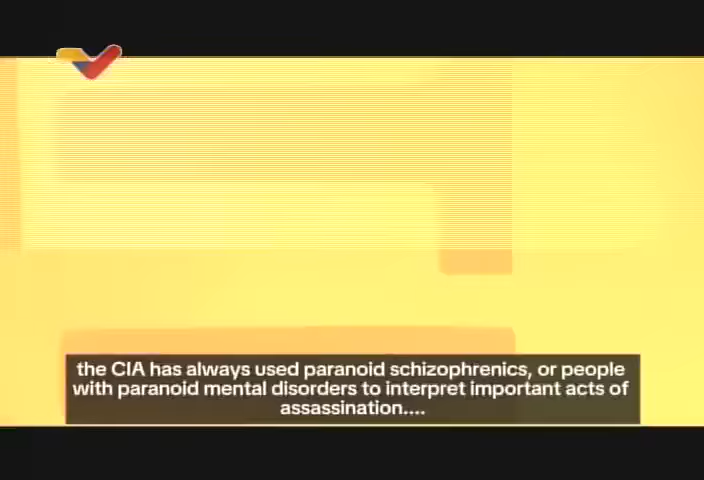 the CIA has always used paranoid schizophrenics, or people
with paranoid mental disorders to interpret important acts of
assassination....